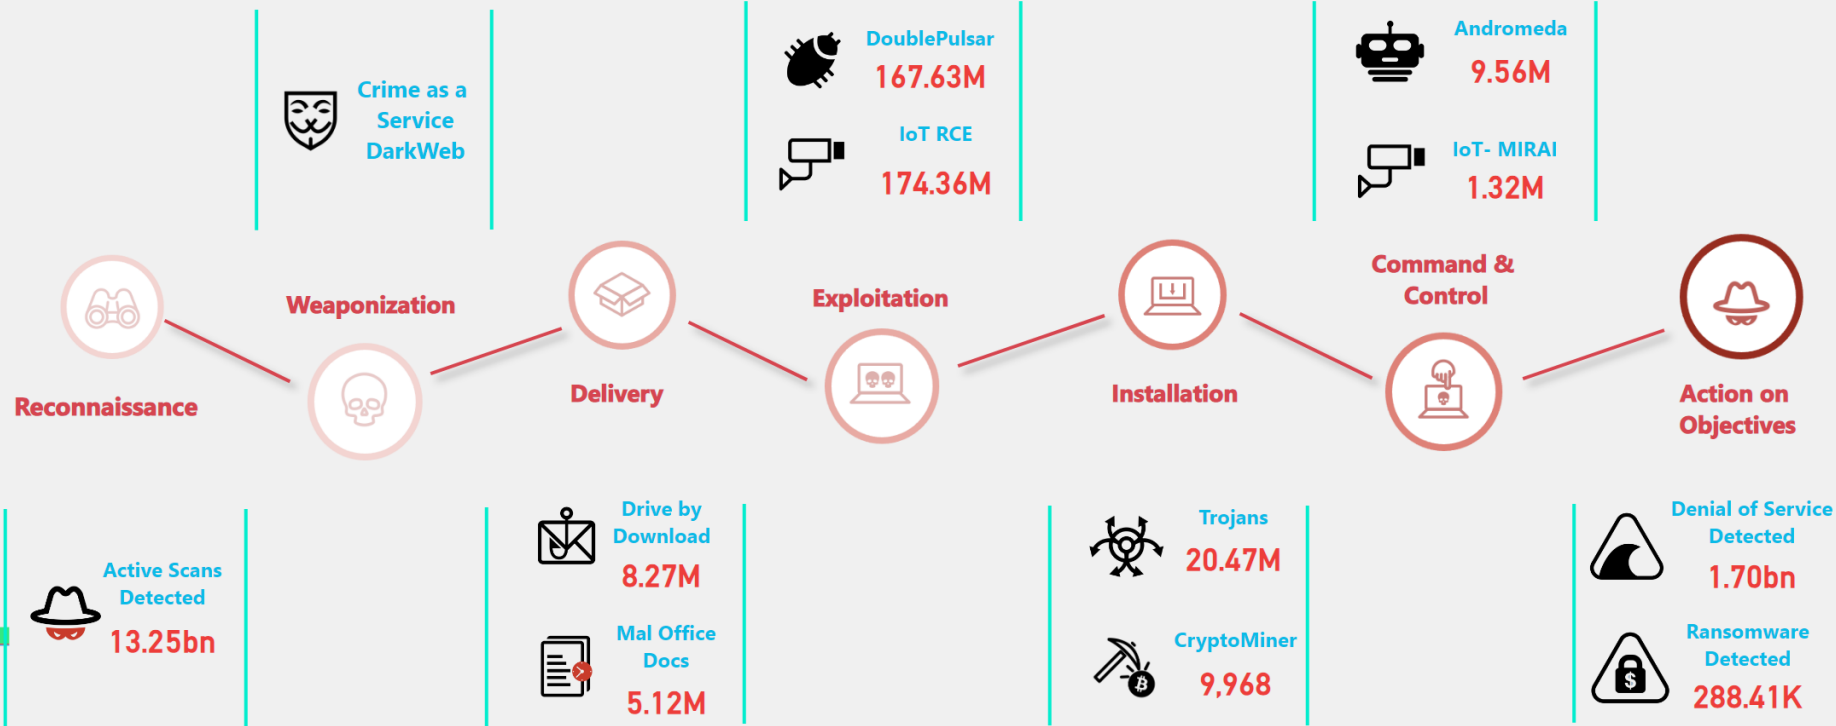 Crime as a
Service
DarkWeb
DoublePulsar
167.63M
IoT RCE
174.36M
Andromeda
9.56M
IoT- MIRAI
1.32M
Reconnaissance
Weaponization
Delivery
Exploitation
Installation
Command &
Control
Action on
Objectives
Active Scans
Detected
13.25bn
Drive by
Download
8.27M
Mal Office
Docs
5.12M
Trojans
20.47M
CryptoMiner
9,968
Denial of Service
Detected
1.70bn
Ransomware
Detected
288.41K